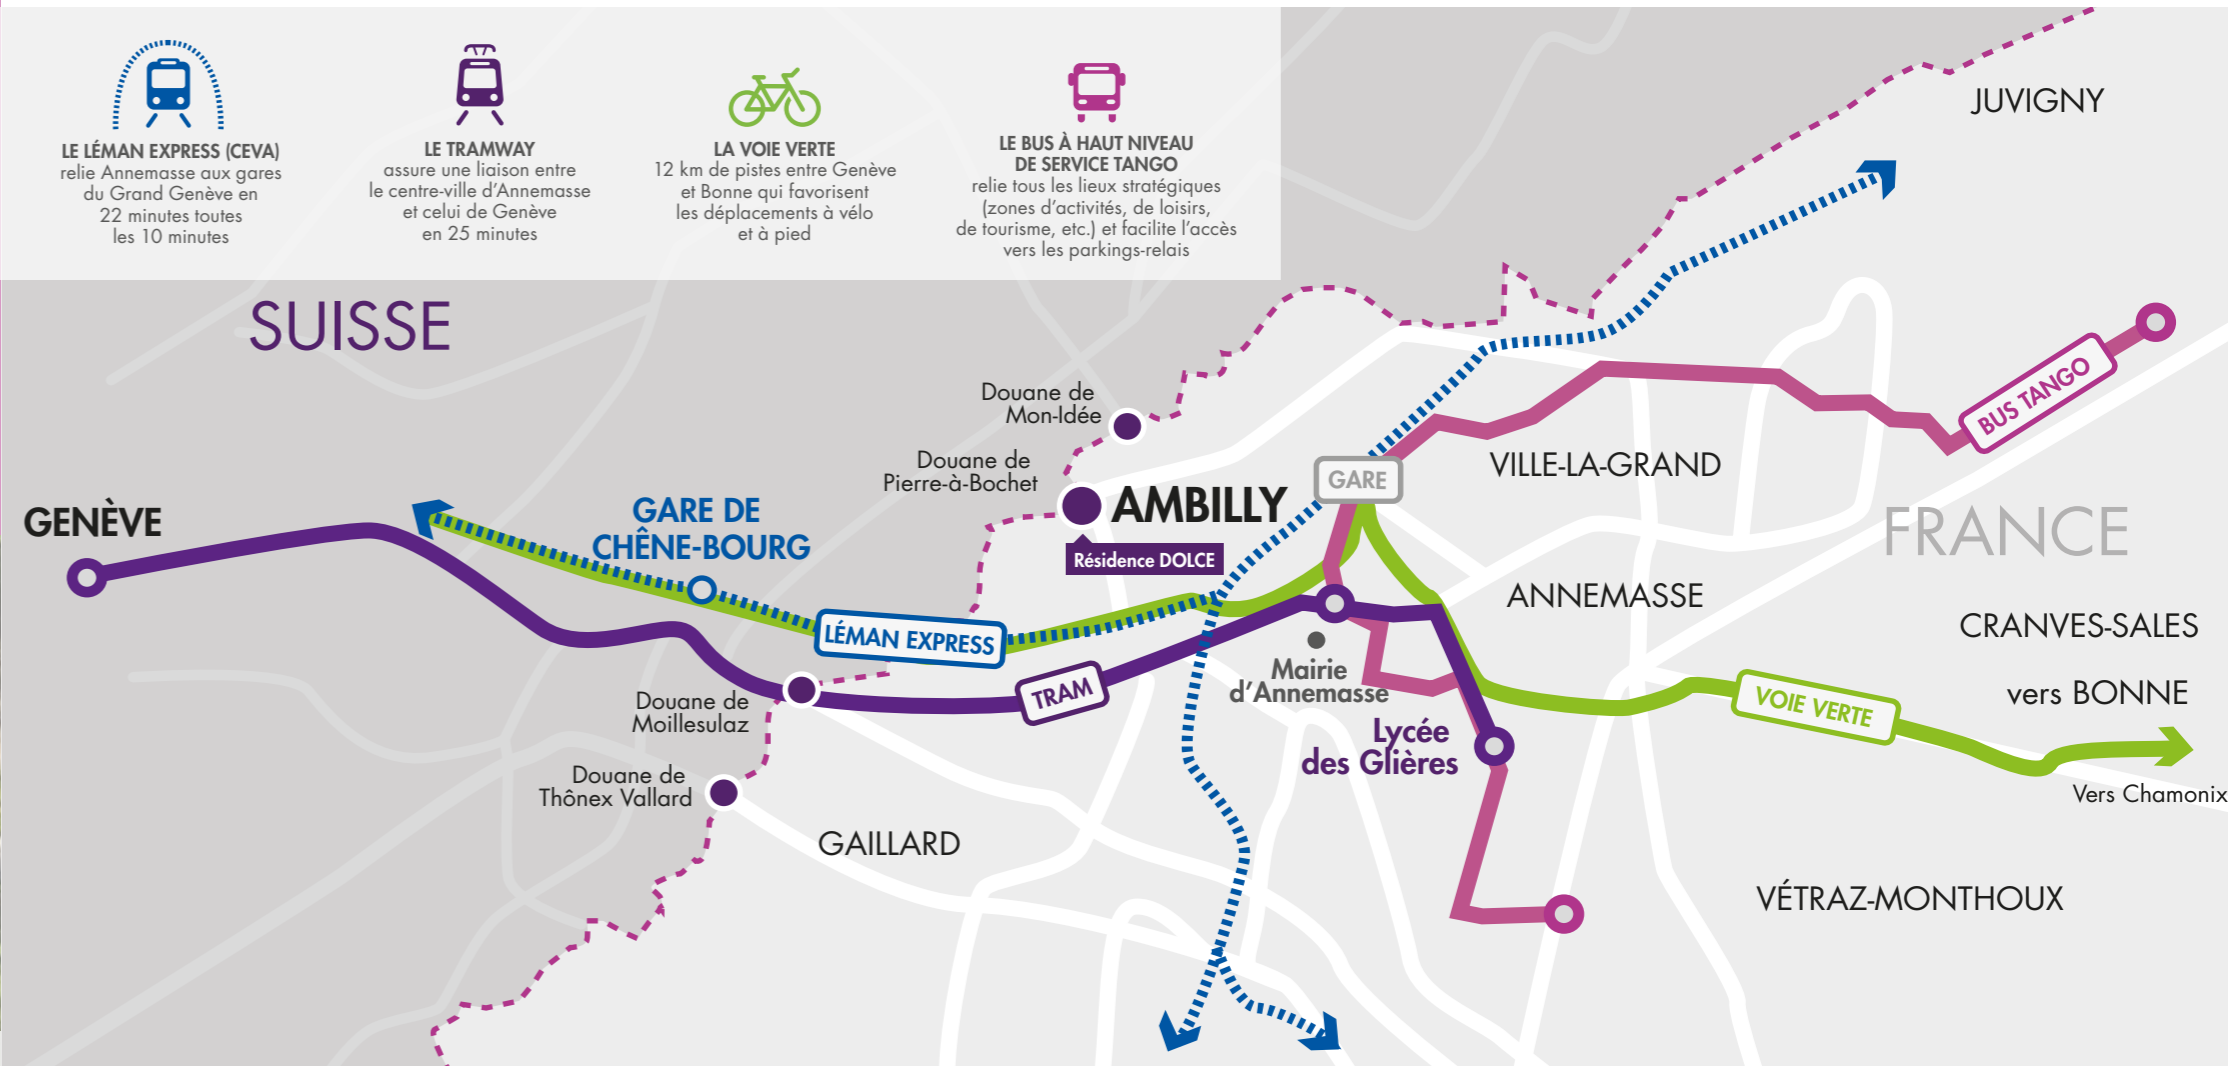 LE LÉMAN EXPRESS (CEVA)
relie Annemasse aux gares
du Grand Genève en
22 minutes toutes
les 10 minutes
LE TRAMWAY
assure une liaison entre
le centre-ville d'Annemasse
et celui de Genève
en 25 minutes
LA VOIE VERTE
12 km de pistes entre Genève
et Bonne qui favorisent
les déplacements à vélo
et à pied
LE BUS À HAUT NIVEAU
DE SERVICE TANGO
relie tous les lieux stratégiques
(zones d'activités, de loisirs,
de tourisme, etc.) et facilite l'accès
vers les parkings-relais
JUVIGNY
SUISSE
BUS TANGO
Douane de
Mon-Idée
Douane de
Pierre-à-Bochet
GARE
VILLE-LA-GRAND
AMBILLY
Résidence DOLCE
GENÈVE
GARE DE
CHÊNE-BOURG
FRANCE
ANNEMASSE
LÉMAN EXPRESS
CRANVES-SALES
Mairie
d'Annemasse
TRAM
vers BONNE
VOIE VERTE
Douane de
Moillesulaz
Lycée
des Glières
Douane de
Thônex Vallard
Vers Chamonix
GAILLARD
VÉTRAZ-MONTHOUX